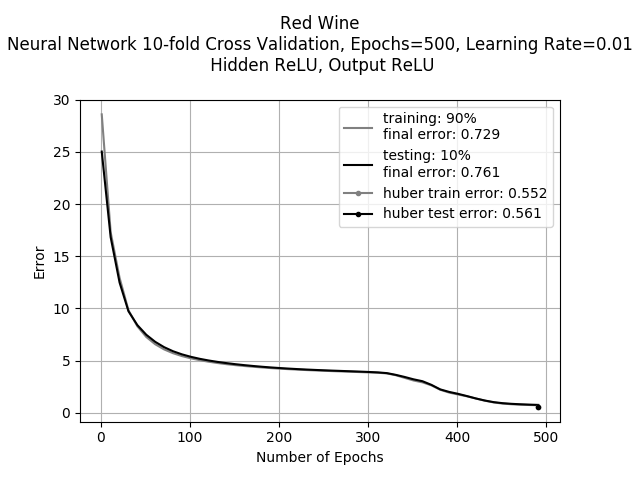 Red Wine
Neural Network 10-fold Cross Validation, Epochs=500, Learning Rate=0.01
Hidden ReLU, Output ReLU
30
25
20
15
10
5
0
Error
training: 90%
final error: 0.729
testing: 10%
final error: 0.761
huber train error: 0.552
huber test error: 0.561
0 100 200 300 400 500
Number of Epochs